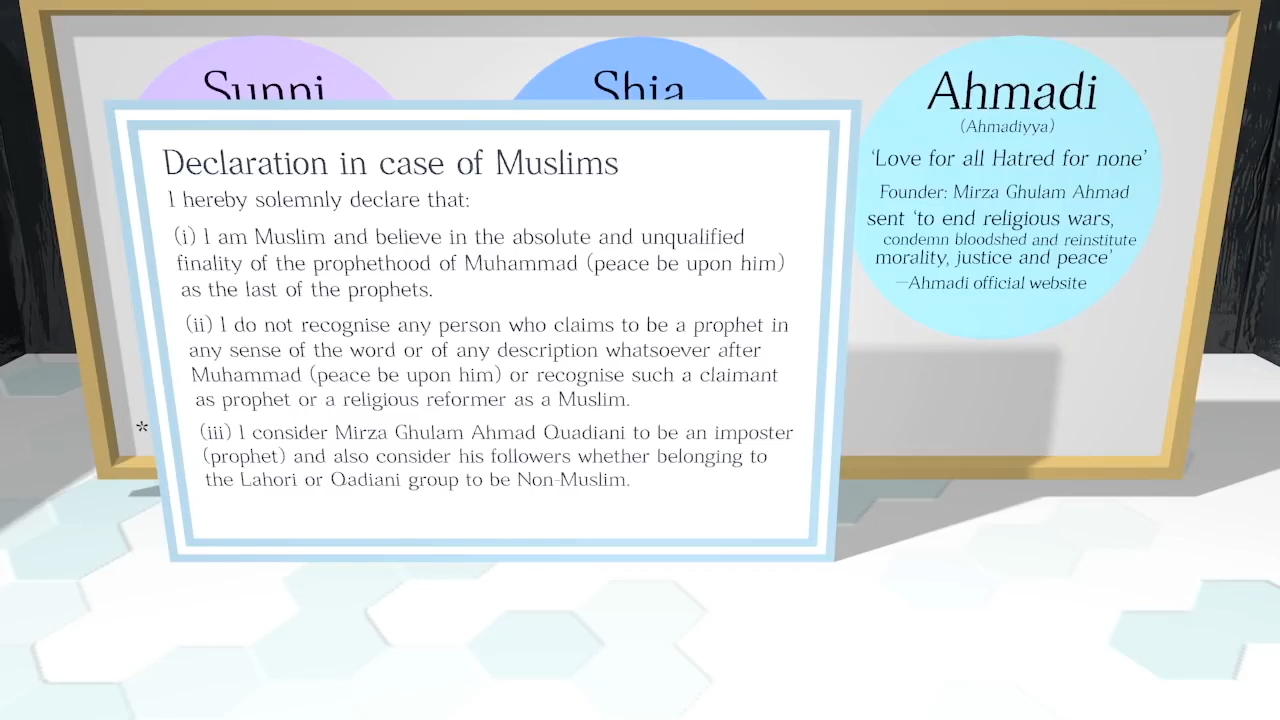 Sunni
Shia
Ahmadi
(Ahmadiyya)
'Love for all Hatred for none'
Founder: Mirza Ghulam Ahmad
sent 'to end religious wars,
condemn bloodshed and reinstitute
morality, justice and peace'
—Ahmadi official website
Declaration in case of Muslims
I hereby solemnly declare that:
(i) I am Muslim and believe in the absolute and unqualified
finality of the prophethood of Muhammad (peace be upon him)
as the last of the prophets.
(ii) I do not recognise any person who claims to be a prophet in
any sense of the word or of any description whatsoever after
Muhammad (peace be upon him) or recognise such a claimant
as prophet or a religious reformer as a Muslim.
(iii) I consider Mirza Ghulam Ahmad Quadiani to be an imposter
(prophet) and also consider his followers whether belonging to
the Lahori or Qadiani group to be Non-Muslim.
*